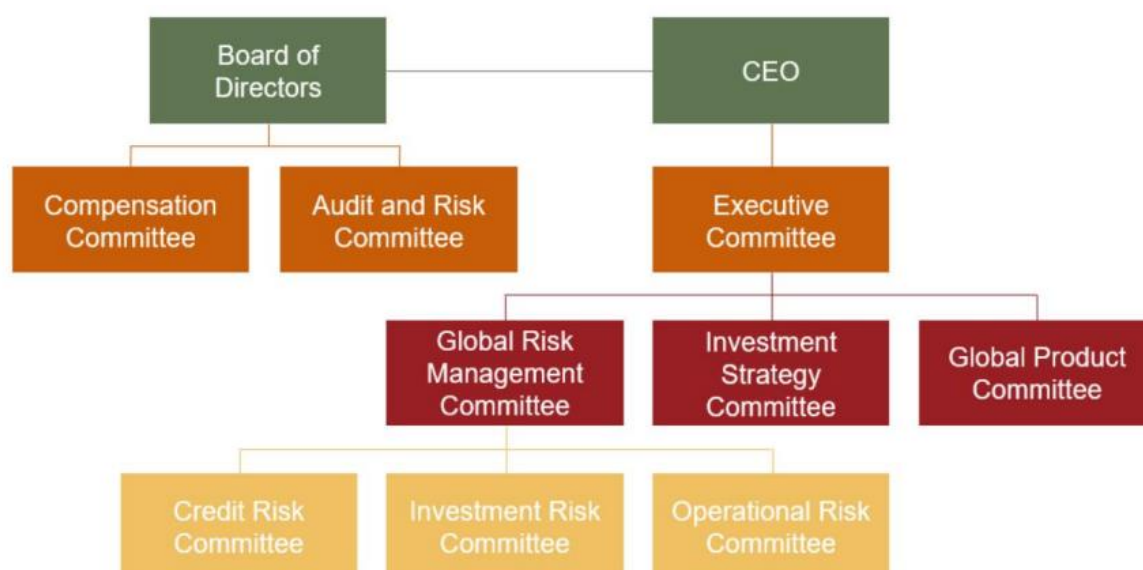 Board of
Directors
CEO
Compensation
Committee
Audit and Risk
Committee
Executive
Committee
Global Risk
Management
Committee
Investment
Strategy
Committee
Global Product
Committee
Credit Risk
Committee
Investment Risk
Committee
Operational Risk
Committee